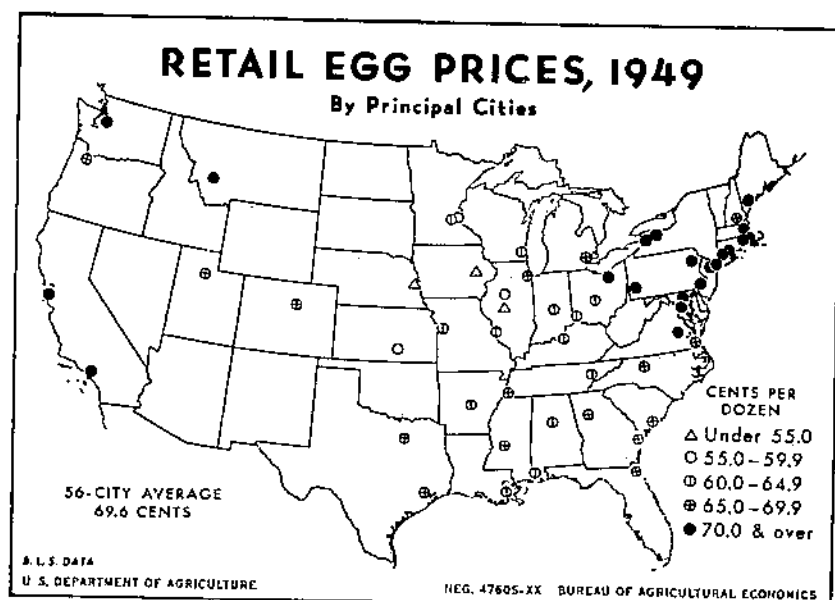 RETAIL EGG PRICES, 1949
By Principal Cities
CENTS PER
DOZEN
△ Under 55.0
○ 55.0-59.9
⦶ 60.0-64.9
⊕ 65.0-69.9
● 70.0 & over
56-CITY AVERAGE
69.6 CENTS
B.L.S. DATA
U. S. DEPARTMENT OF AGRICULTURE
NEG. 47605-XX BUREAU OF AGRICULTURAL ECONOMICS